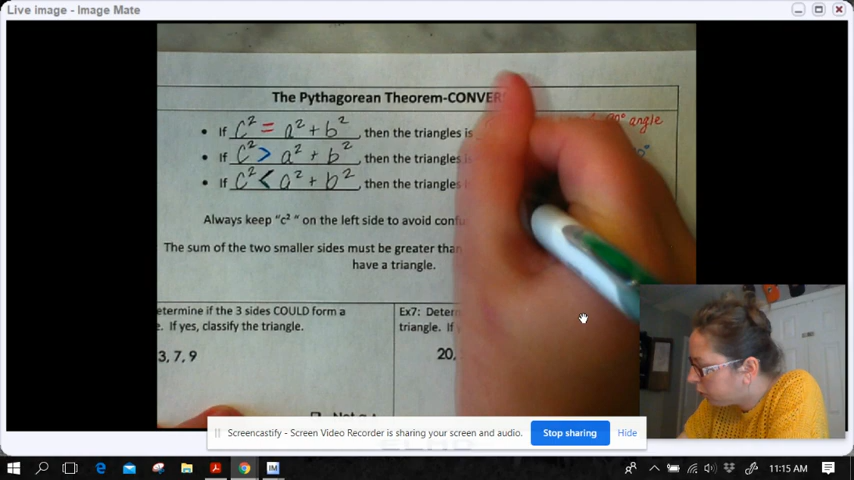 Live image - Image Mate
The Pythagorean Theorem-CONVER
• If c² = a² + b², then the triangles is
angle
• If c² > a² + b², then the triangles is
• If c² < a² + b², then the triangles
Always keep "c² " on the left side to avoid
The sum of the two smaller sides must be greater than
have a triangle.
etermine if the 3 sides COULD form a
e. If yes, classify the triangle.
3, 7, 9
Ex7:
triangle. If
20,
Screencastify - Screen Video Recorder is sharing your screen and audio.
Stop sharing
Hide
11:15 AM